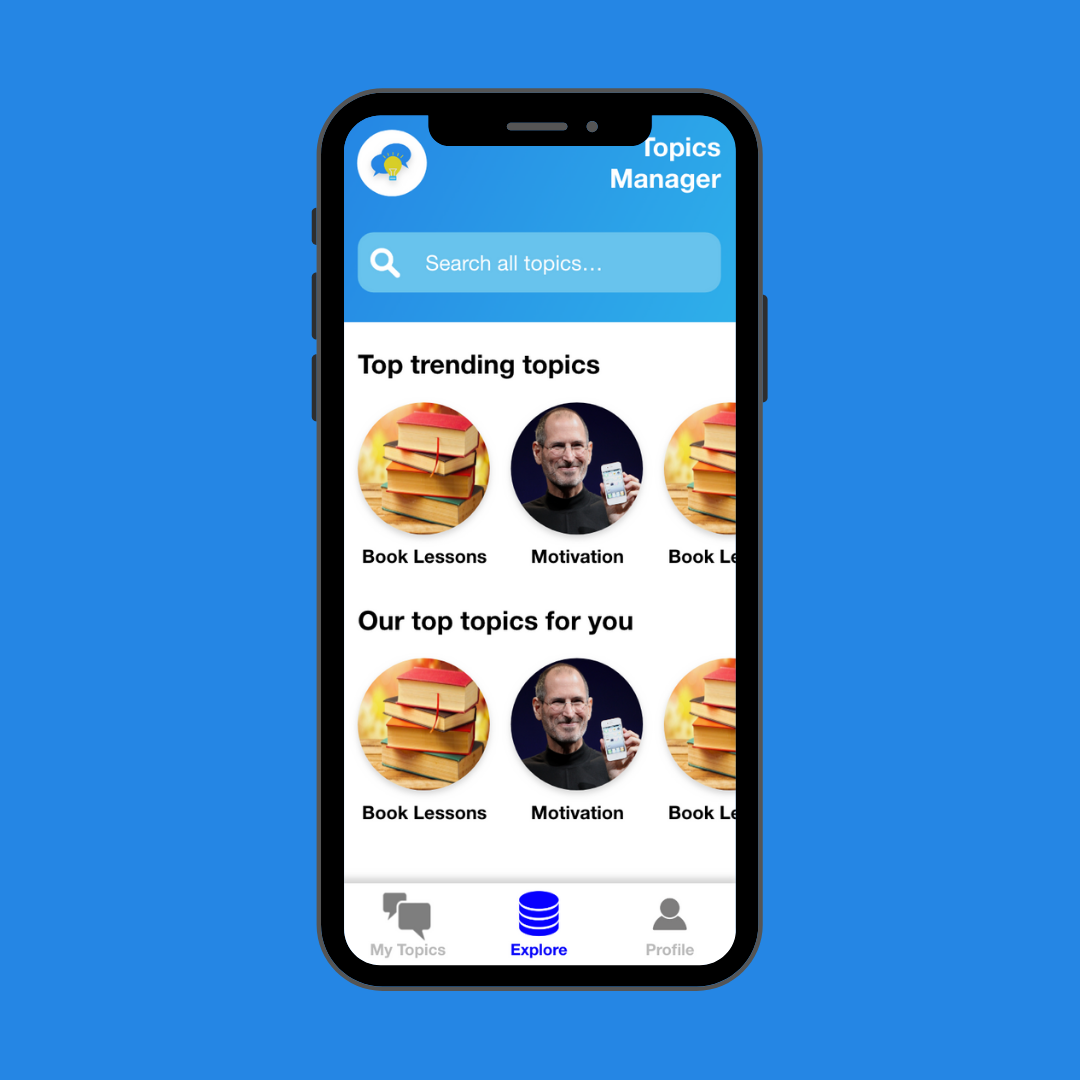 Topics
Manager
Search all topics...
Top trending topics
Book Lessons Motivation Book Le
Our top topics for you
Book Lessons Motivation Book Le
My Topics Explore Profile